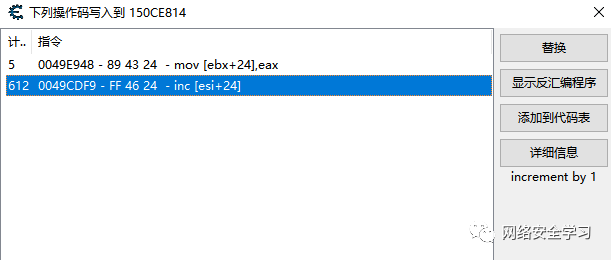 下列操作码写入到 150CE814
计.. 指令
5 0049E948 - 89 43 24 - mov [ebx+24],eax
612 0049CDF9 - FF 46 24 - inc [esi+24]
替换
显示反汇编程序
添加到代码表
详细信息
increment by 1
网络安全学习